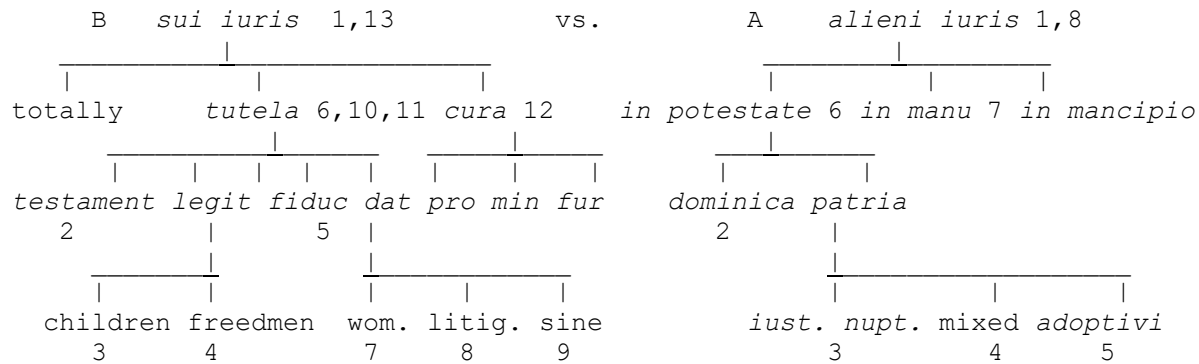 B sui iuris 1,13 vs. A alieni iuris 1,8
totally tutela 6,10,11 cura 12 in potestate 6 in manu 7 in mancipio
testament legit fiduc dat pro min fur dominica patria
2 5 2
children freedmen wom. litig. sine iust. nupt. mixed adoptivi
3 4 7 8 9 3 4 5